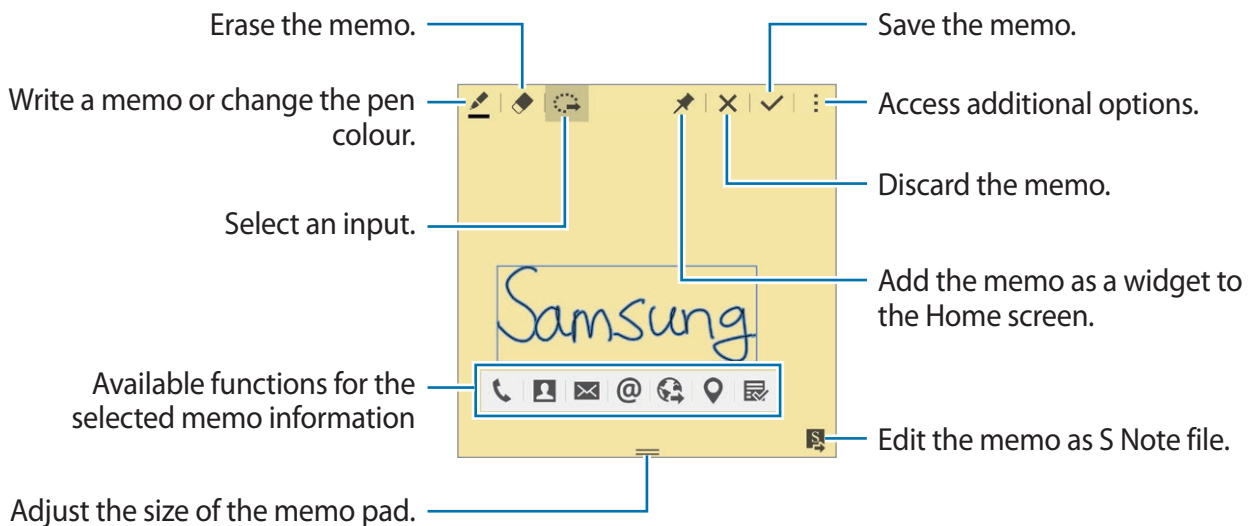 Erase the memo.
Save the memo.
Write a memo or change the pen
colour.
Access additional options.
Discard the memo.
Select an input.
Add the memo as a widget to
the Home screen.
Samsung
Available functions for the
selected memo information
@
S
Edit the memo as S Note file.
Adjust the size of the memo pad.